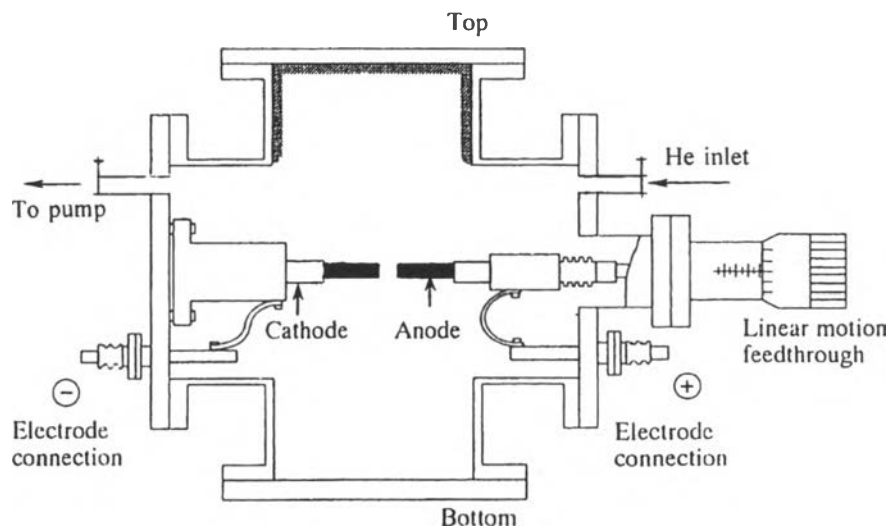 Top
He inlet
To pump
Cathode
Anode
Linear motion
feedthrough
−
+
Electrode
connection
Electrode
connection
Bottom